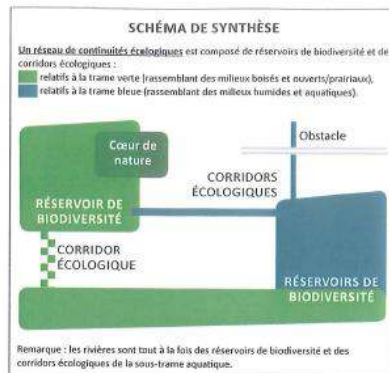 SCHÉMA DE SYNTHÈSE
Un réseau de continuités écologiques est composé de réservoirs de biodiversité et de
corridors écologiques :
relatifs à la trame verte (rassemblant des milieux boisés et ouverts/prairiaux),
relatifs à la trame bleue (rassemblant des milieux humides et aquatiques).
Cœur de
nature
Obstacle
CORRIDORS
ÉCOLOGIQUES
RÉSERVOIR DE
BIODIVERSITÉ
CORRIDOR
ÉCOLOGIQUE
RÉSERVOIRS DE
BIODIVERSITÉ
Remarque : les rivières sont tout à la fois des réservoirs de biodiversité et des
corridors écologiques de la sous-trame aquatique.